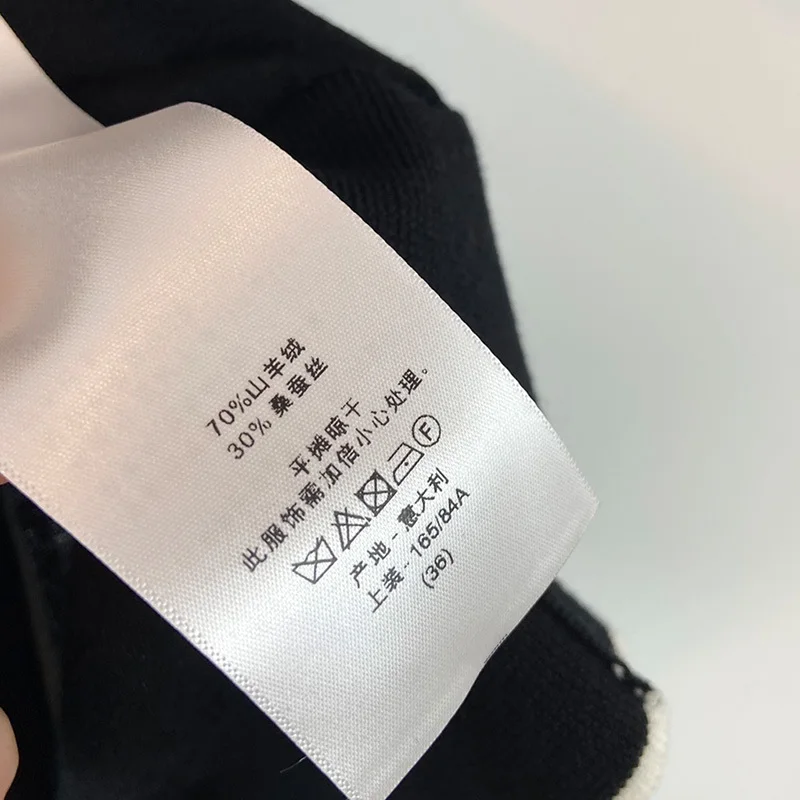 70%山羊绒
30% 桑蚕丝
平摊晾干
此服饰需加倍小心处理。
F
产地 - 意大利
上装 - 165/84A
(36)